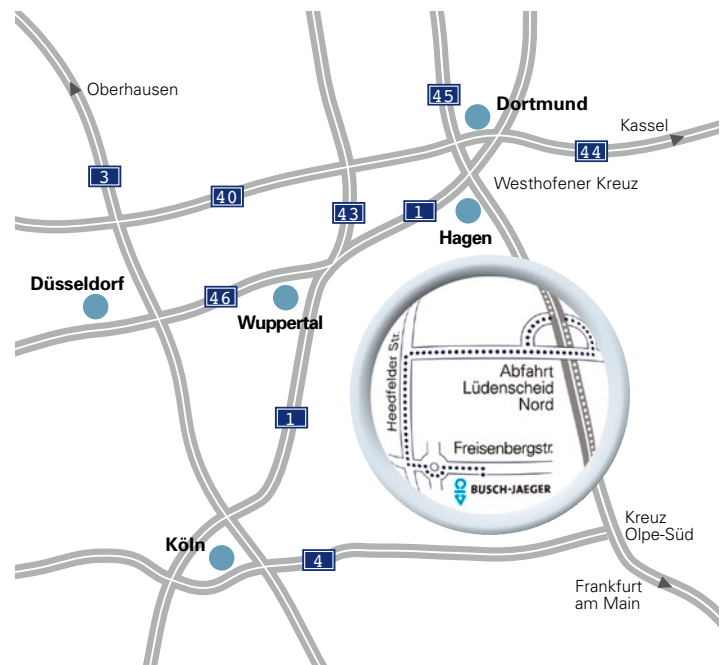 Oberhausen
45
Dortmund
Kassel
44
3
40
Westhofener Kreuz
43
1
Hagen
Düsseldorf
46
Wuppertal
Heedfelder Str.
Abfahrt
Lüdenscheid
Nord
1
Freisenbergstr.
BUSCH-JAEGER
Kreuz
Olpe-Süd
Köln
4
Frankfurt
am Main